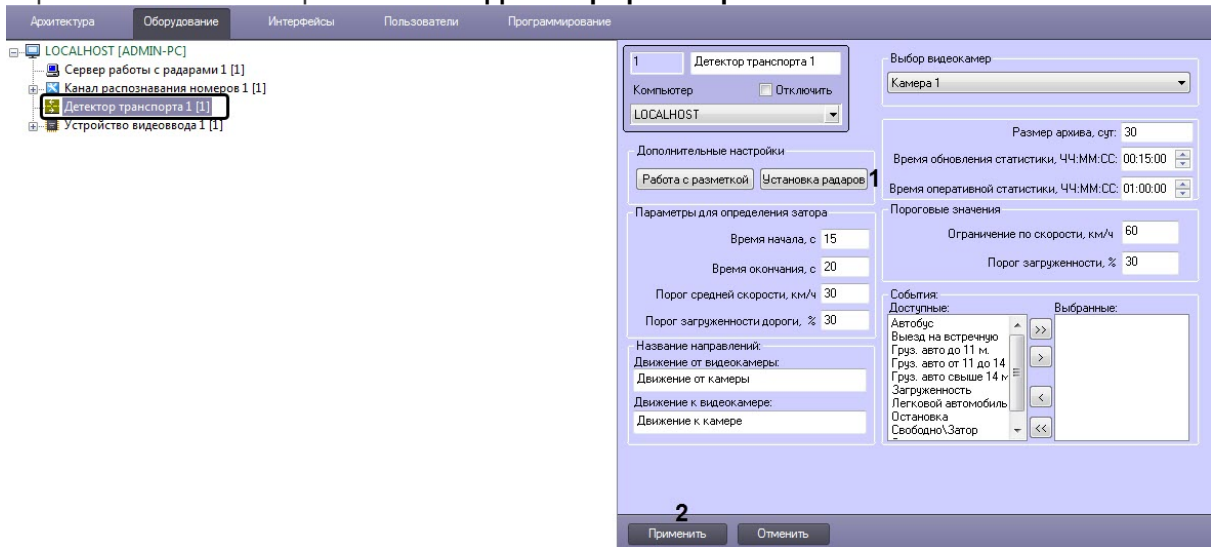 Архитектура Оборудование Интерфейсы Пользователи Программирование
LOCALHOST [ADMIN-PC]
Сервер работы с радарами 1 [1]
Канал распознавания номеров 1 [1]
Детектор транспорта 1 [1]
Устройство видеоввода 1 [1]
1 Детектор транспорта 1
Компьютер Отключить
LOCALHOST
Дополнительные настройки
Работа с разметкой Установка радаров 1
Параметры для определения затора
Время начала, с 15
Время окончания, с 20
Порог средней скорости, км/ч 30
Порог загруженности дороги, % 30
Название направлений:
Движение от видеокамеры:
Движение от камеры
Движение к видеокамере:
Движение к камере
Выбор видеокамер
Камера 1
Размер архива, сут: 30
Время обновления статистики, ЧЧ:ММ:СС: 00:15:00
Время оперативной статистики, ЧЧ:ММ:СС: 01:00:00
Пороговые значения
Ограничение по скорости, км/ч 60
Порог загруженности, % 30
События:
Доступные: Выбранные:
Автобус
Выезд на встречную
Груз. авто до 11 м.
Груз. авто от 11 до 14
Груз. авто свыше 14 м
Загруженность
Легковой автомобиль
Остановка
Свободно\Затор
>>
>
<
<<
2
Применить Отменить